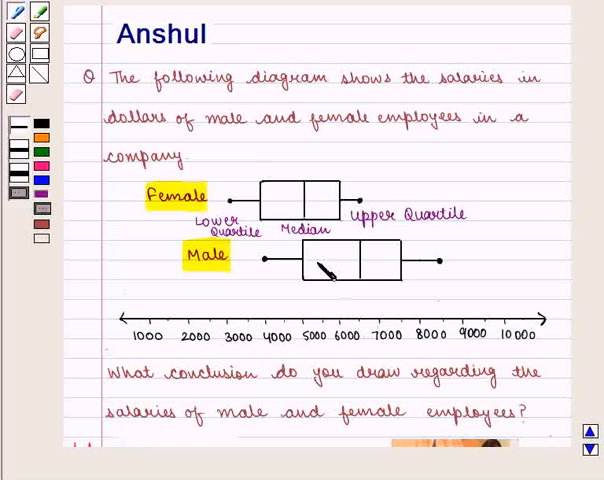 Anshul
Q The following diagram shows the salaries in
dollars of male and female employees in a
company.
Female
Lower
Quartile
Median
Upper Quartile
Male
1000 2000 3000 4000 5000 6000 7000 8000 9000 10000
What conclusion do you draw regarding the
salaries of male and female employees?